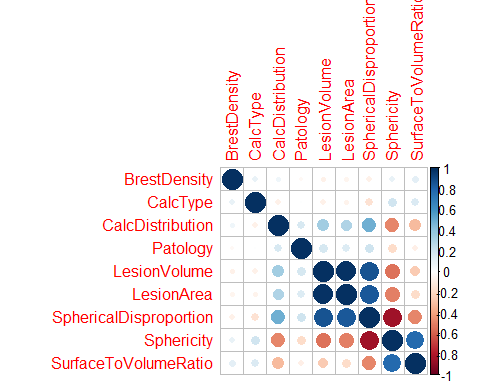 BrestDensity
CalcType
CalcDistribution
Patology
LesionVolume
LesionArea
SphericalDisproportion
Sphericity
SurfaceToVolumeRatio
BrestDensity
CalcType
CalcDistribution
Patology
LesionVolume
LesionArea
SphericalDisproportion
Sphericity
SurfaceToVolumeRatio
1
0.8
0.6
0.4
0.2
0
-0.2
-0.4
-0.6
-0.8
-1